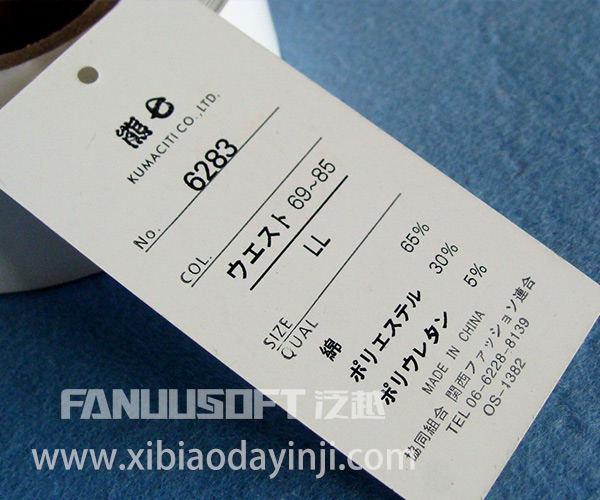 熊七
KUMACITI CO.,LTD.
No. 6283
COL.
ウエスト 69~85
LL
SIZE
QUAL
綿 65%
ポリエステル 30%
ポリウレタン 5%
MADE IN CHINA
協同組合 関西ファッション連合
TEL 06-6228-8139
OS-1382
FANUUSOFT 泛越
www.xibiaodayinji.com